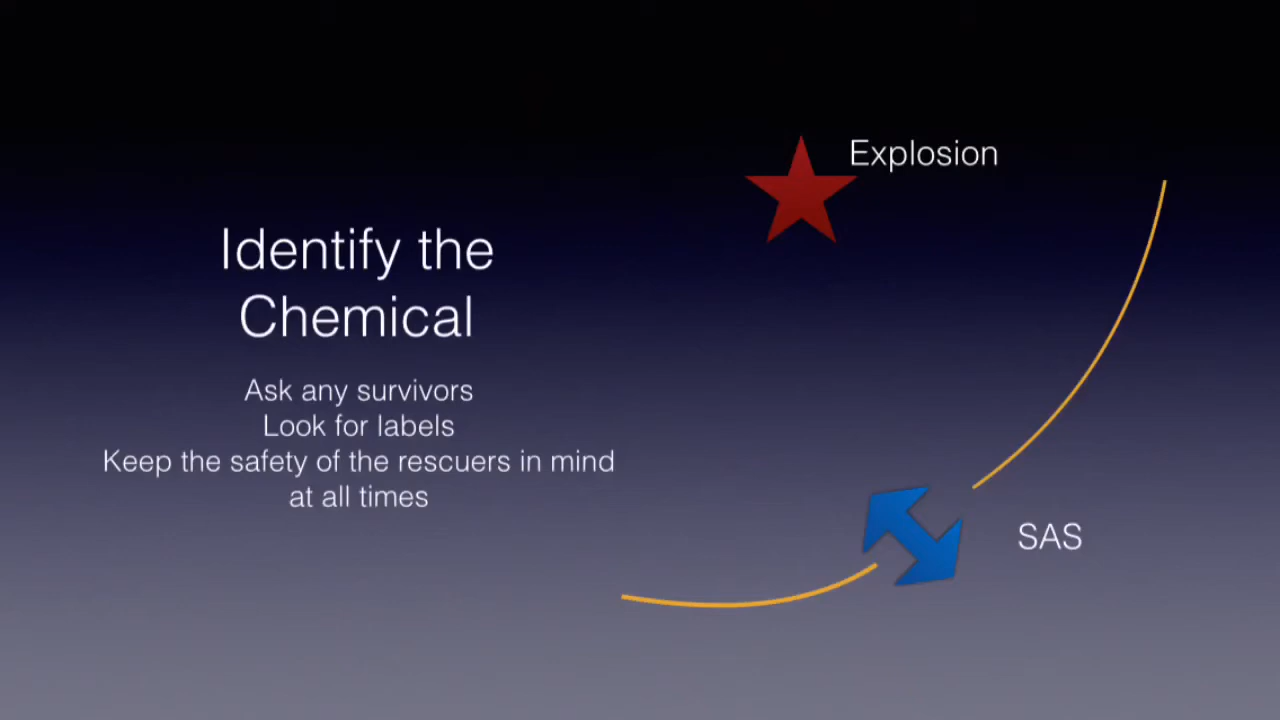 Identify the
Chemical
Ask any survivors
Look for labels
Keep the safety of the rescuers in mind
at all times
Explosion
SAS